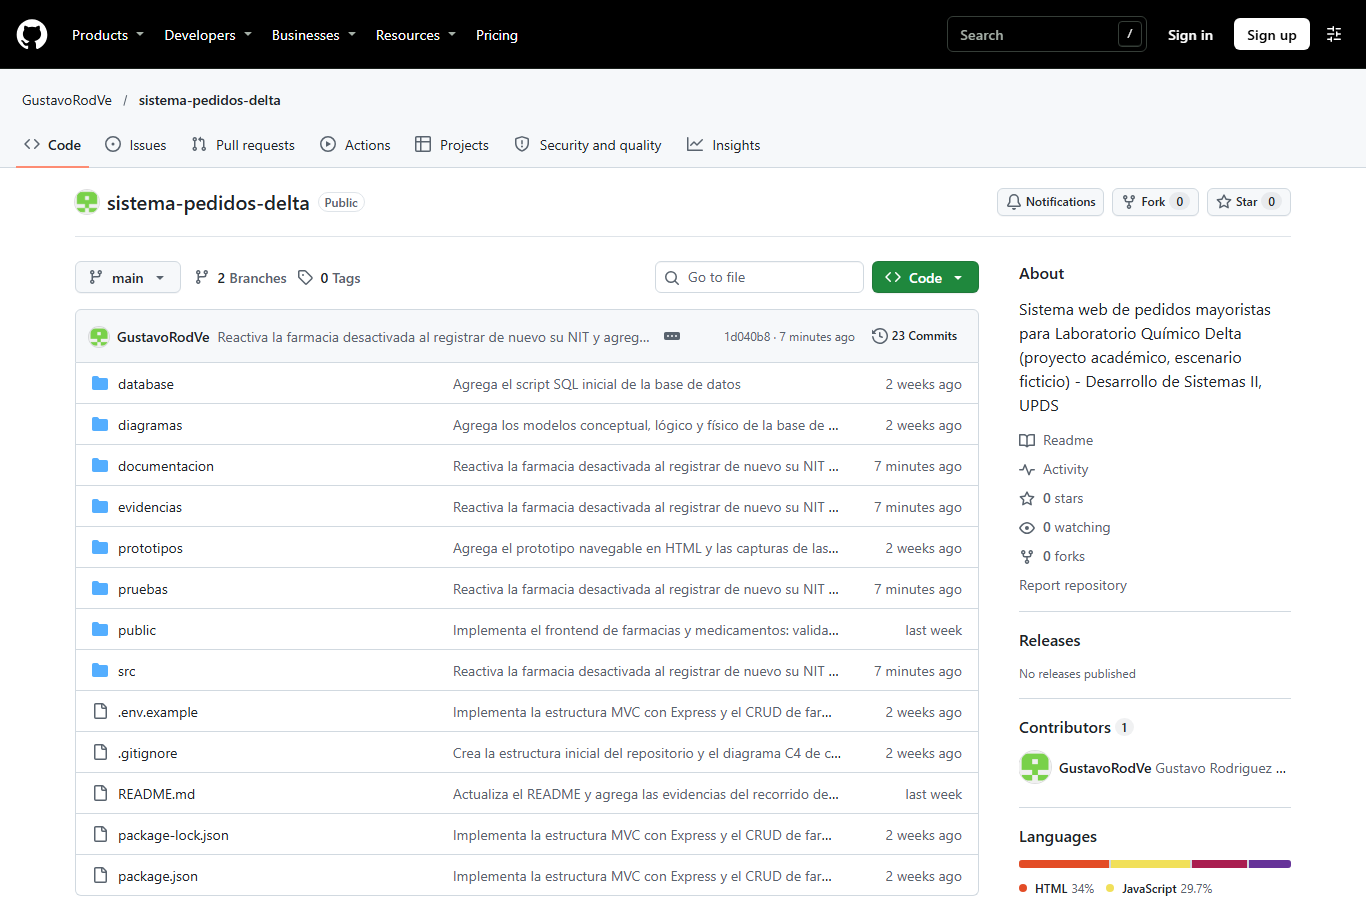 Products Developers Businesses Resources Pricing Search / Sign in Sign up
GustavoRodVe / sistema-pedidos-delta
Code Issues Pull requests Actions Projects Security and quality Insights
sistema-pedidos-delta Public Notifications Fork 0 Star 0
main 2 Branches 0 Tags Go to file Code
GustavoRodVe Reactiva la farmacia desactivada al registrar de nuevo su NIT y agreg... 1d040b8 · 7 minutes ago 23 Commits
database Agrega el script SQL inicial de la base de datos 2 weeks ago
diagramas Agrega los modelos conceptual, lógico y físico de la base de ... 2 weeks ago
documentacion Reactiva la farmacia desactivada al registrar de nuevo su NIT ... 7 minutes ago
evidencias Reactiva la farmacia desactivada al registrar de nuevo su NIT ... 7 minutes ago
prototipos Agrega el prototipo navegable en HTML y las capturas de las... 2 weeks ago
pruebas Reactiva la farmacia desactivada al registrar de nuevo su NIT ... 7 minutes ago
public Implementa el frontend de farmacias y medicamentos: valida... last week
src Reactiva la farmacia desactivada al registrar de nuevo su NIT ... 7 minutes ago
.env.example Implementa la estructura MVC con Express y el CRUD de far... 2 weeks ago
.gitignore Crea la estructura inicial del repositorio y el diagrama C4 de c... 2 weeks ago
README.md Actualiza el README y agrega las evidencias del recorrido de... last week
package-lock.json Implementa la estructura MVC con Express y el CRUD de far... 2 weeks ago
package.json Implementa la estructura MVC con Express y el CRUD de far... 2 weeks ago
About
Sistema web de pedidos mayoristas
para Laboratorio Químico Delta
(proyecto académico, escenario
ficticio) - Desarrollo de Sistemas II,
UPDS
Readme
Activity
0 stars
0 watching
0 forks
Report repository
Releases
No releases published
Contributors 1
GustavoRodVe Gustavo Rodriguez ...
Languages
HTML 34% JavaScript 29.7%